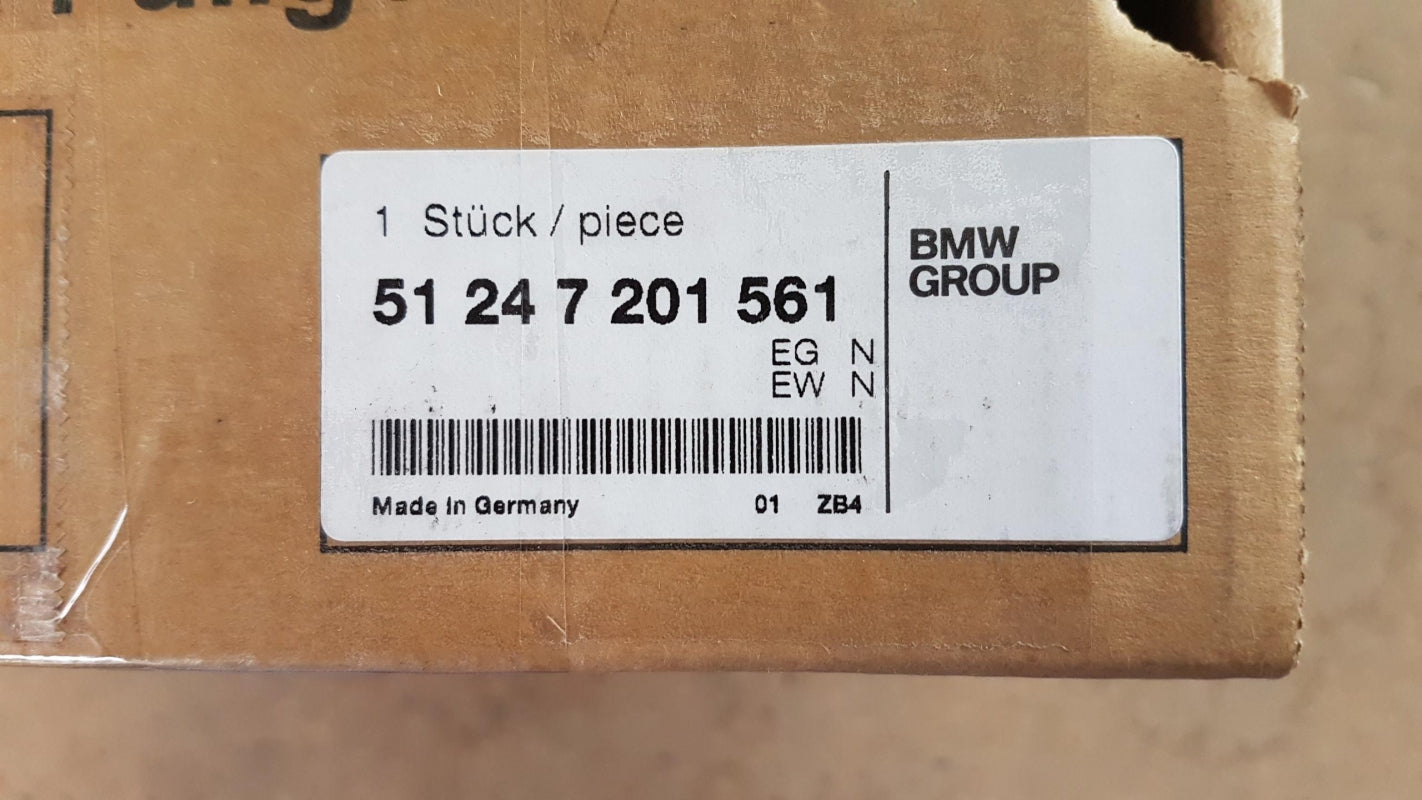 1 Stück / piece
51 24 7 201 561
EG N
EW N
Made in Germany 01 ZB4
BMW
GROUP